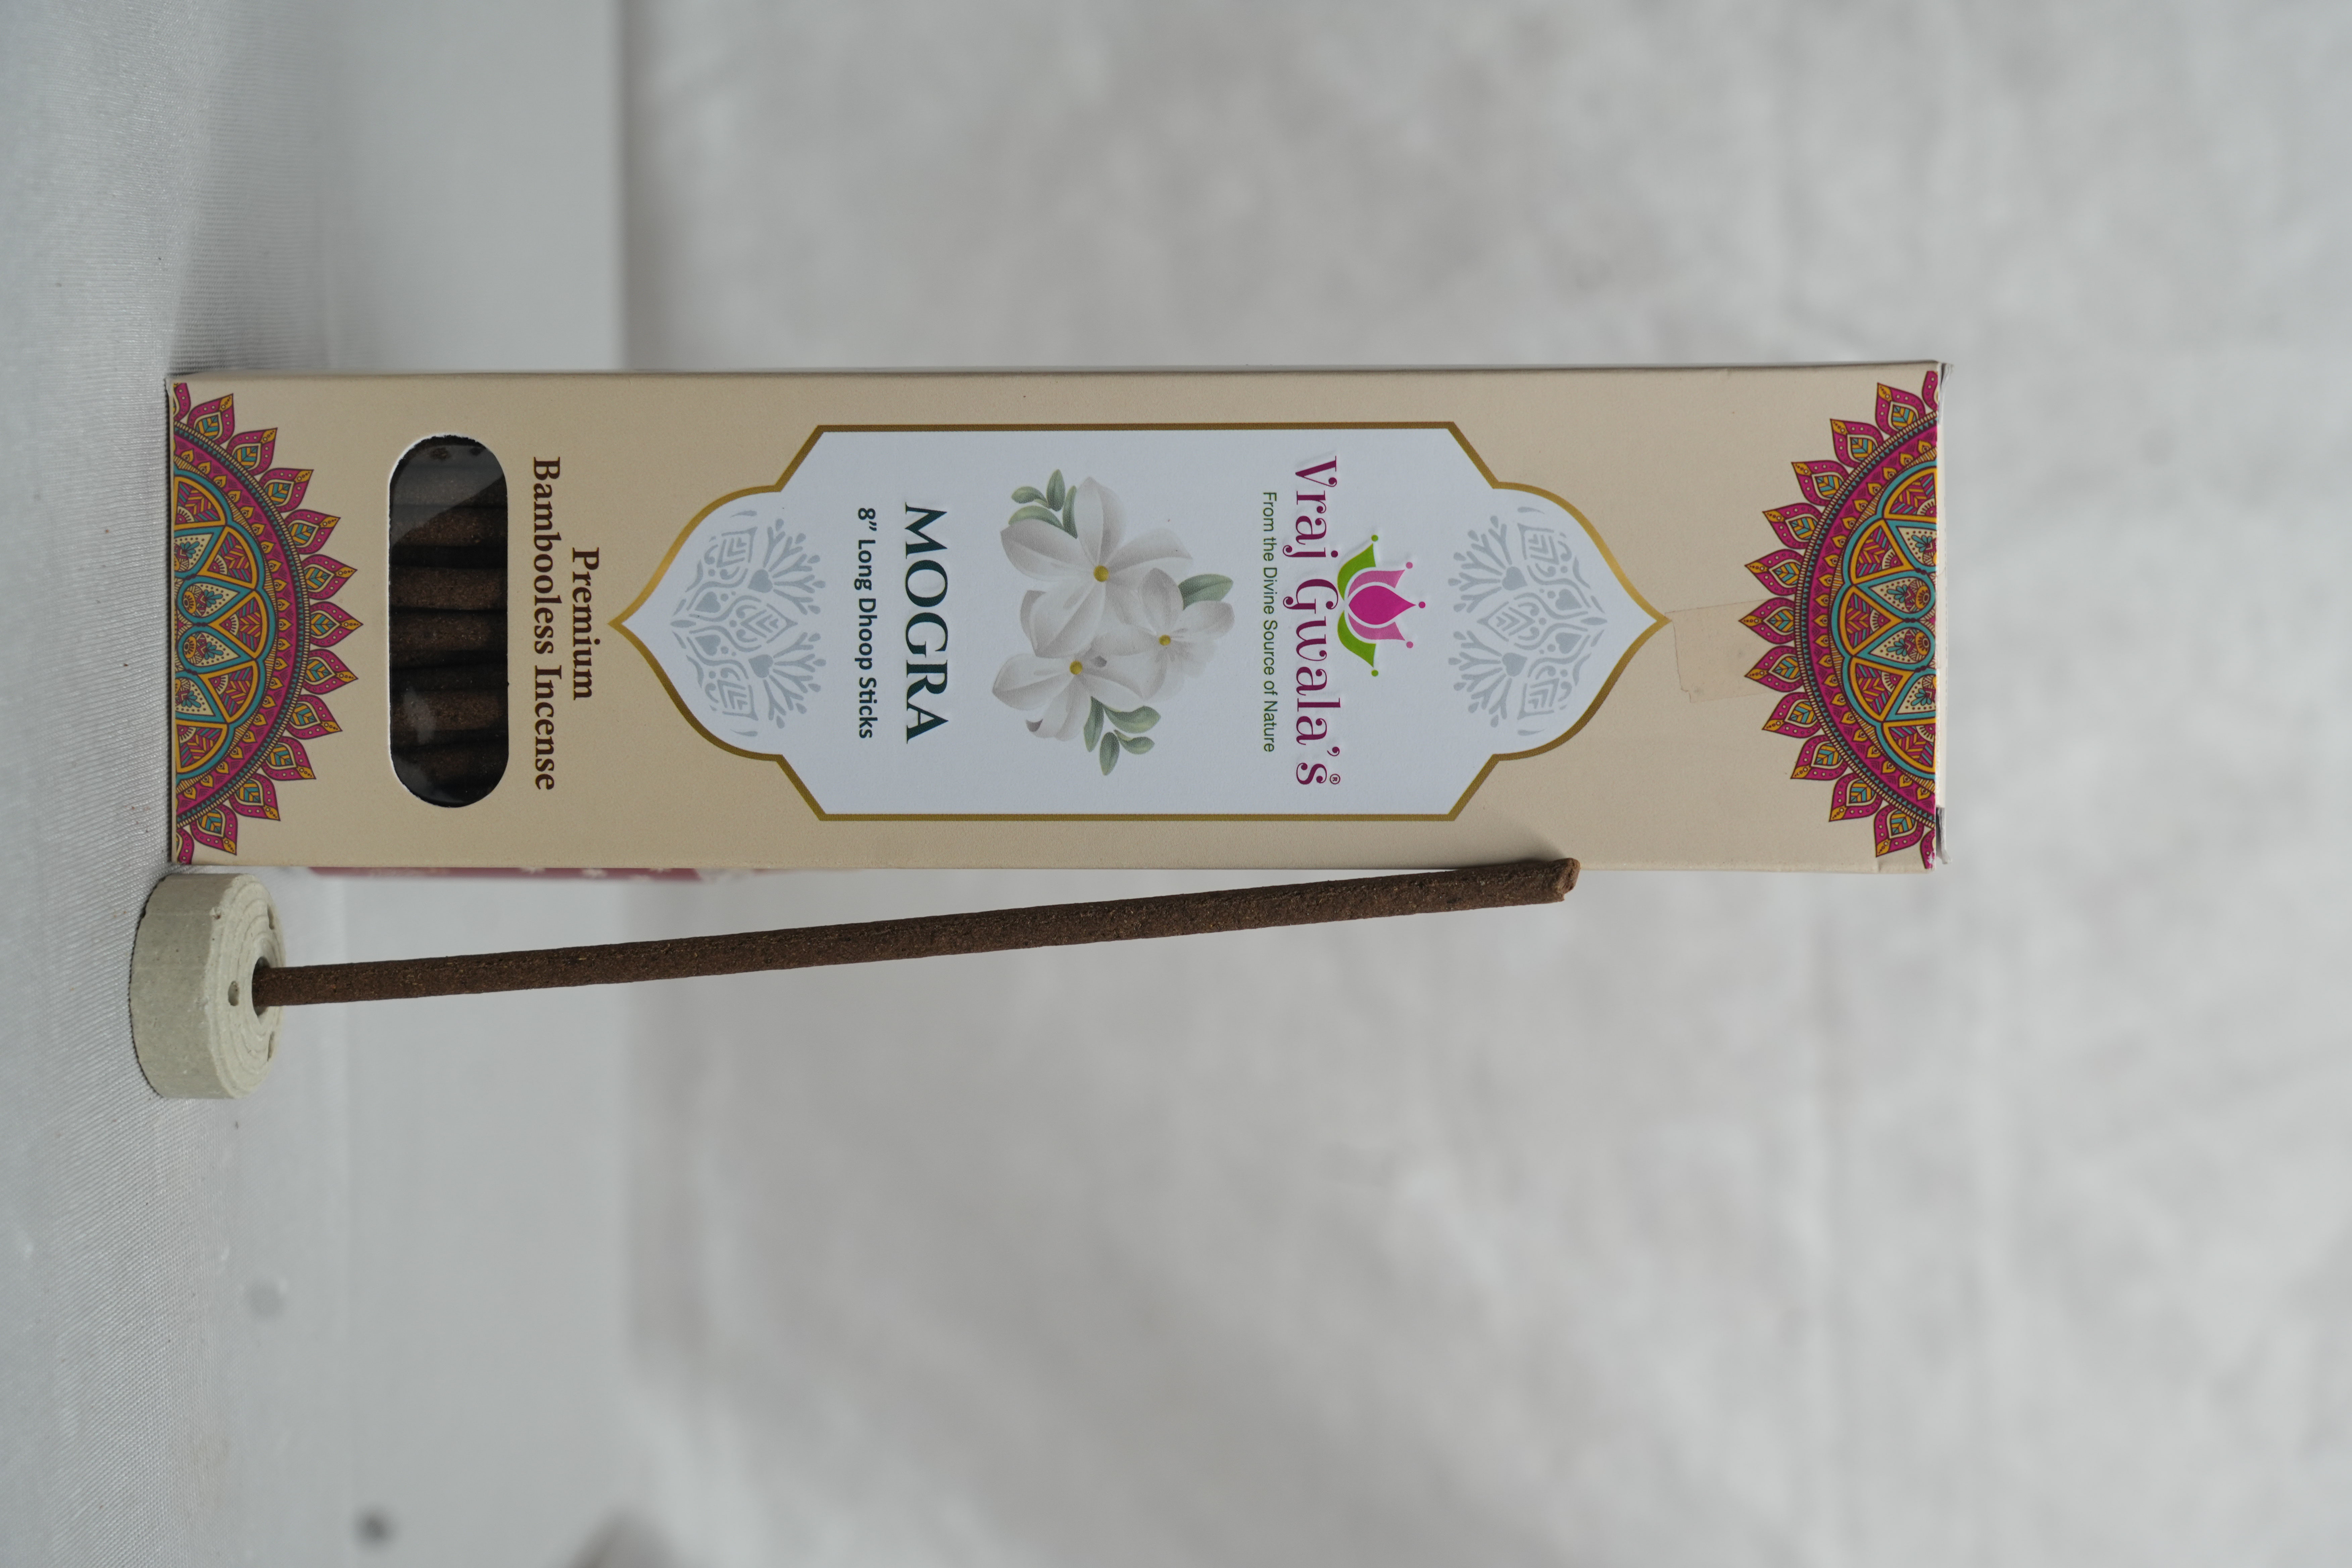 Vraj Gwala's®
From the Divine Source of Nature
MOGRA
8” Long Dhoop Sticks
Premium
Bambooless Incense